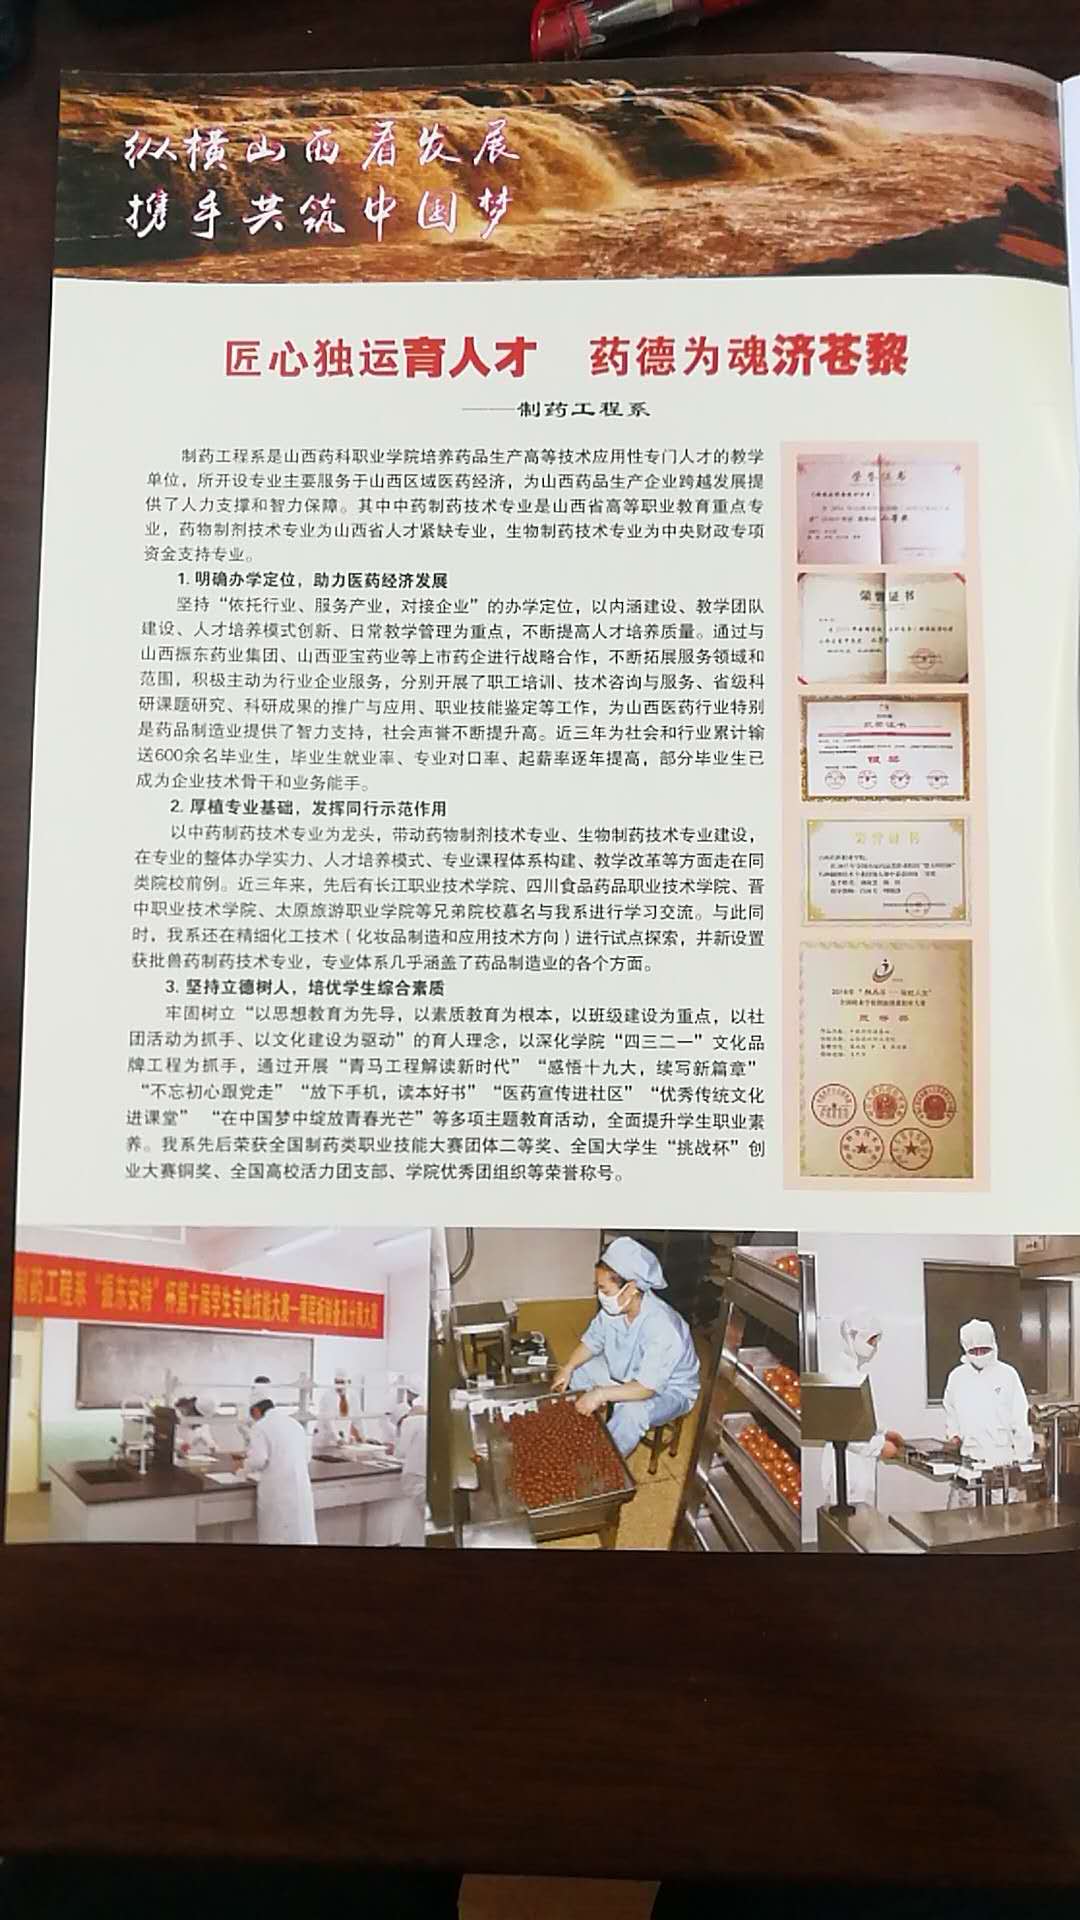 纵横山西看发展
携手共筑中国梦
匠心独运育人才 药德为魂济苍黎
——制药工程系
制药工程系是山西药科职业学院培养药品生产高等技术应用性专门人才的教学
单位，所开设专业主要服务于山西区域医药经济，为山西药品生产企业跨越发展提
供了人力支撑和智力保障。其中中药制药技术专业是山西省高等职业教育重点专
业，药物制剂技术专业为山西省人才紧缺专业，生物制药技术专业为中央财政专项
资金支持专业。
1. 明确办学定位，助力医药经济发展
坚持“依托行业、服务产业，对接企业”的办学定位，以内涵建设、教学团队
建设、人才培养模式创新、日常教学管理为重点，不断提高人才培养质量。通过与
山西振东药业集团、山西亚宝药业等上市药企进行战略合作，不断拓展服务领域和
范围，积极主动为行业企业服务，分别开展了职工培训、技术咨询与服务、省级科
研课题研究、科研成果的推广与应用、职业技能鉴定等工作，为山西医药行业特别
是药品制造业提供了智力支持，社会声誉不断提升高。近三年为社会和行业累计输
送600余名毕业生，毕业生就业率、专业对口率、起薪率逐年提高，部分毕业生已
成为企业技术骨干和业务能手。
2. 厚植专业基础，发挥同行示范作用
以中药制药技术专业为龙头，带动药物制剂技术专业、生物制药技术专业建设，
在专业的整体办学实力、人才培养模式、专业课程体系构建、教学改革等方面走在同
类院校前例。近三年来，先后有长江职业技术学院、四川食品药品职业技术学院、晋
中职业技术学院、太原旅游职业学院等兄弟院校慕名与我系进行学习交流。与此同
时，我系还在精细化工技术（化妆品制造和应用技术方向）进行试点探索，并新设置
获批兽药制药技术专业，专业体系几乎涵盖了药品制造业的各个方面。
3. 坚持立德树人，培优学生综合素质
牢固树立“以思想教育为先导，以素质教育为根本，以班级建设为重点，以社
团活动为抓手、以文化建设为驱动”的育人理念，以深化学院“四三二一”文化品
牌工程为抓手，通过开展“青马工程解读新时代”“感悟十九大，续写新篇章”
“不忘初心跟党走”“放下手机，读本好书”“医药宣传进社区”“优秀传统文化
进课堂”“在中国梦中绽放青春光芒”等多项主题教育活动，全面提升学生职业素
养。我系先后荣获全国制药类职业技能大赛团体二等奖、全国大学生“挑战杯”创
业大赛铜奖、全国高校活力团支部、学院优秀团组织等荣誉称号。
荣誉证书
荣誉证书
获奖证书
银奖
荣誉证书
制药工程系“振东安特”杯第十届学生专业技能大赛